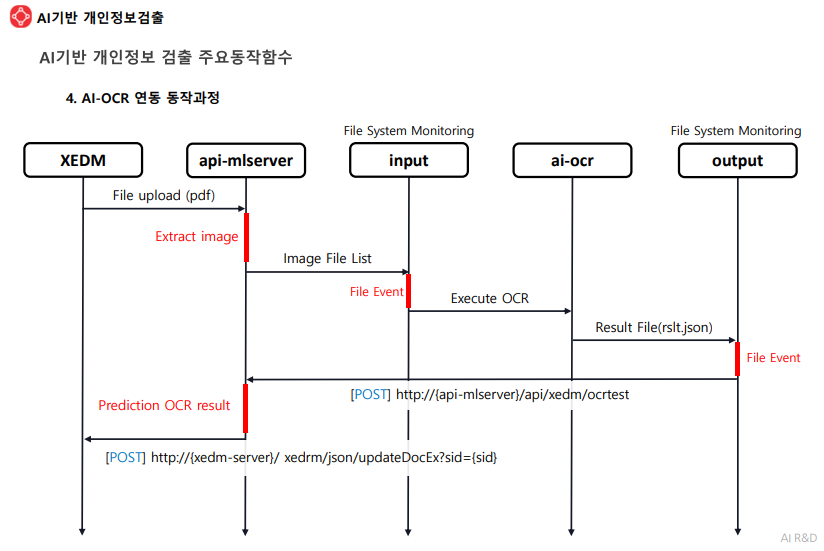 AI기반 개인정보검출
AI기반 개인정보 검출 주요동작함수
4. AI-OCR 연동 동작과정
File System Monitoring
File System Monitoring
XEDM
api-mlserver
input
ai-ocr
output
File upload (pdf)
Extract image
Image File List
File Event
Execute OCR
Result File(rslt.json)
File Event
[POST] http://{api-mlserver}/api/xedm/ocrtest
Prediction OCR result
[POST] http://{xedm-server}/ xedrm/json/updateDocEx?sid={sid}
AI R&D